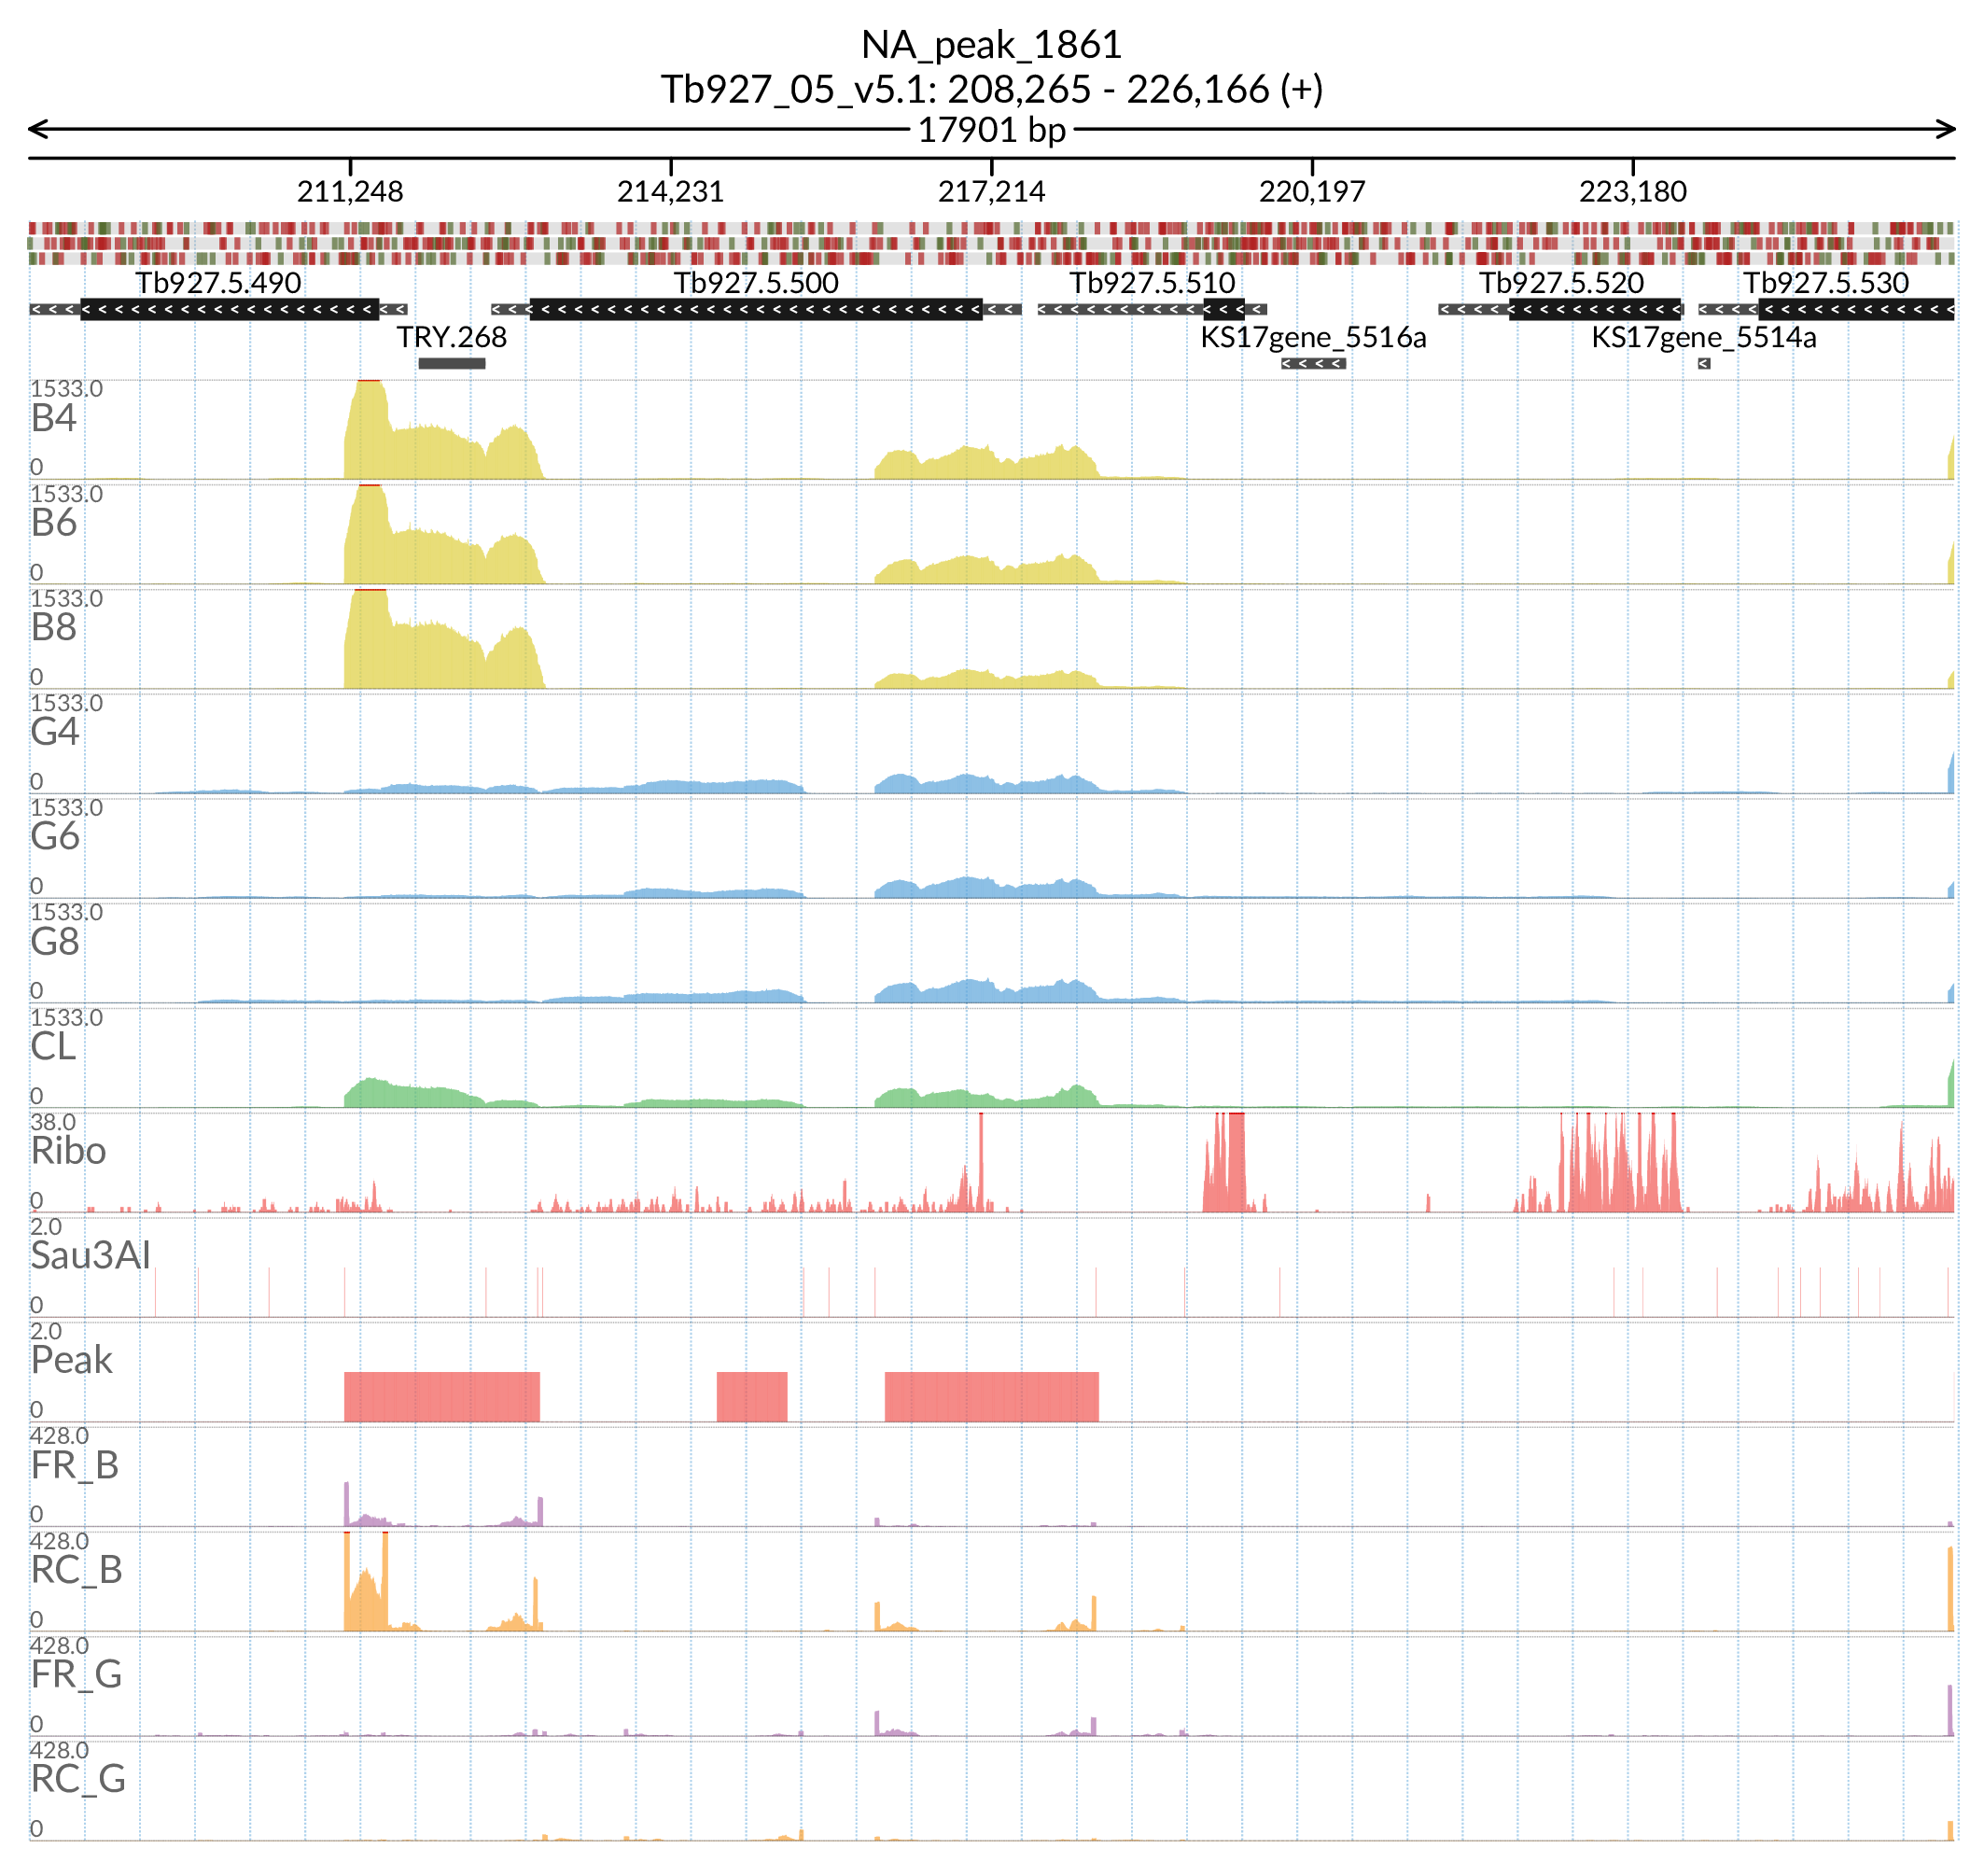 NA_peak_1861
Tb927_05_v5.1: 208,265 - 226,166 (+)
17901 bp
211,248 214,231 217,214 220,197 223,180
Tb927.5.490 Tb927.5.500 Tb927.5.510 Tb927.5.520 Tb927.5.530
TRY.268 KS17gene_5516a KS17gene_5514a
1533.0
B4
0
1533.0
B6
0
1533.0
B8
0
1533.0
G4
0
1533.0
G6
0
1533.0
G8
0
1533.0
CL
0
38.0
Ribo
0
2.0
Sau3AI
0
2.0
Peak
0
428.0
FR_B
0
428.0
RC_B
0
428.0
FR_G
0
428.0
RC_G
0